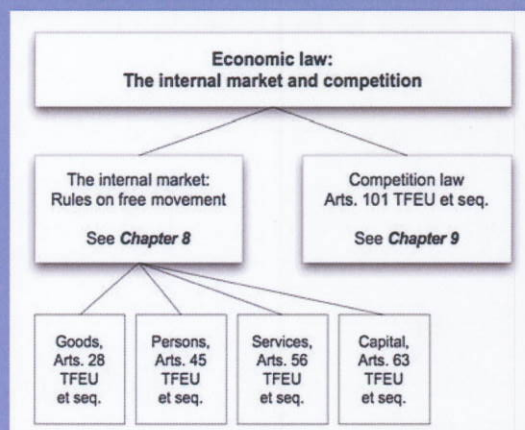 Economic law:
The internal market and competition
The internal market:
Rules on free movement
See Chapter 8
Competition law
Arts. 101 TFEU et seq.
See Chapter 9
Goods,
Arts. 28
TFEU
et seq.
Persons,
Arts. 45
TFEU
et seq.
Services,
Arts. 56
TFEU
et seq.
Capital,
Arts. 63
TFEU
et seq.